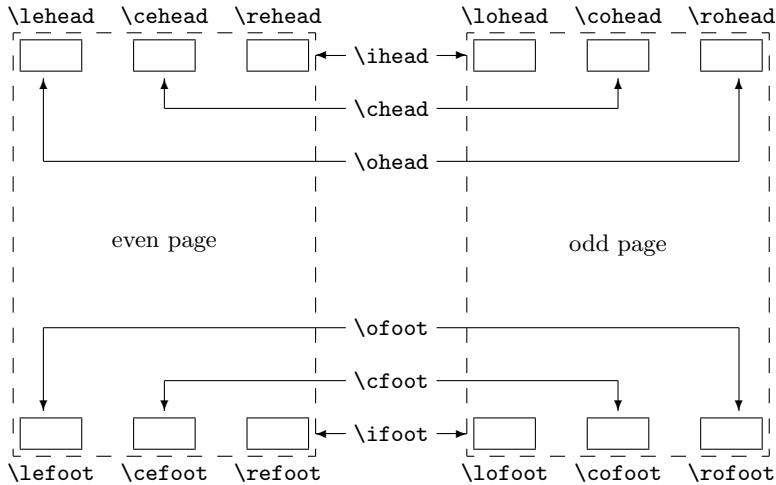 \lehead \cehead \rehead \lohead \cohead \rohead
\ihead
\chead
\ohead
even page odd page
\ofoot
\cfoot
\ifoot
\lefoot \cefoot \refoot \lofoot \cofoot \rofoot